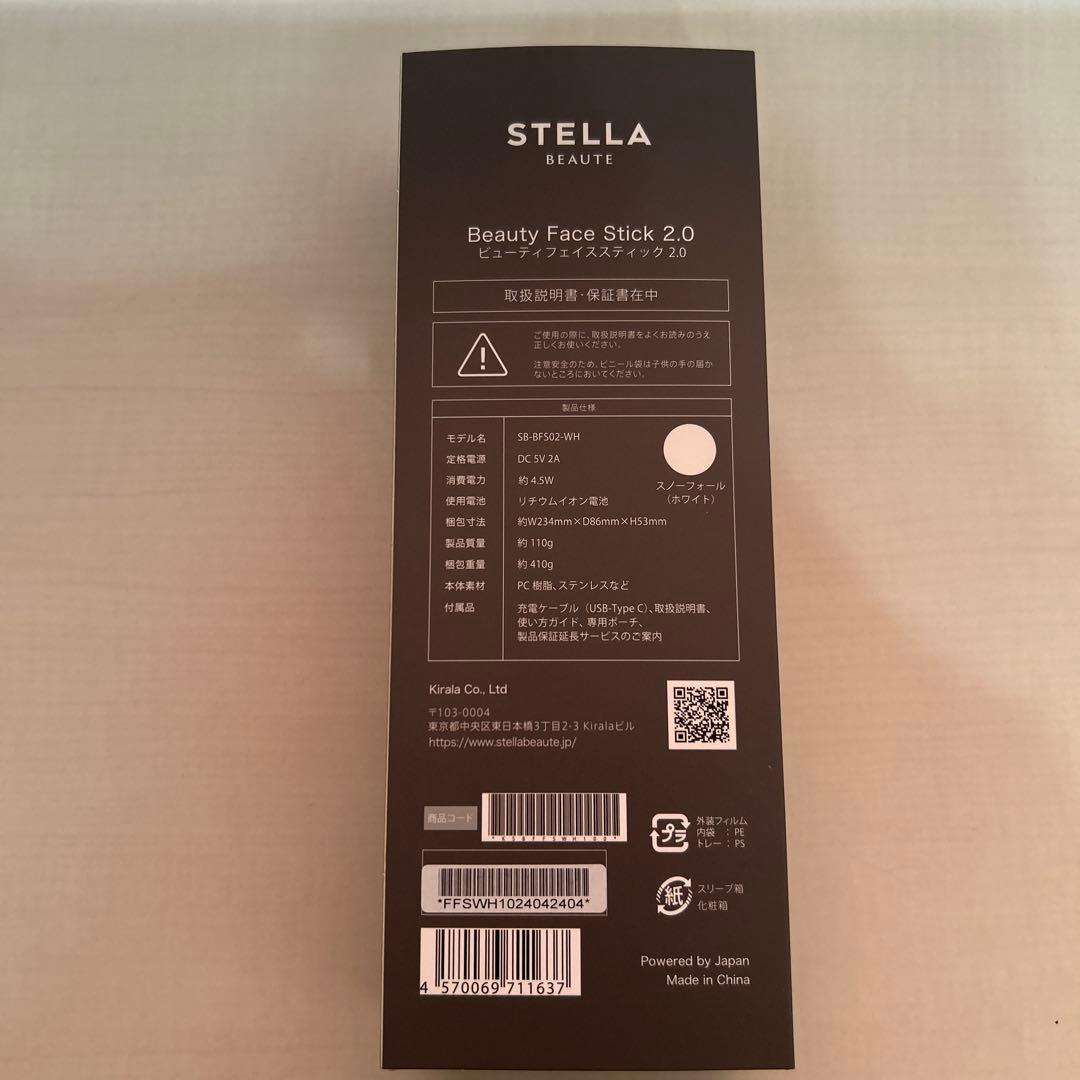 STELLA
BEAUTE
Beauty Face Stick 2.0
ビューティフェイススティック 2.0
取扱説明書・保証書在中
ご使用の際に、取扱説明書をよくお読みのうえ
正しくお使いください。
注意安全のため、ビニール袋は子供の手の届か
ないところにおいてください。
製品仕様
モデル名 SB-BFS02-WH
定格電源 DC 5V 2A
消費電力 約 4.5W
使用電池 リチウムイオン電池
梱包寸法 約W234mm×D86mm×H53mm
製品質量 約 110g
梱包重量 約 410g
本体素材 PC 樹脂、ステンレスなど
付属品 充電ケーブル（USB-Type C）、取扱説明書、
使い方ガイド、専用ポーチ、
製品保証延長サービスのご案内
スノーフォール
（ホワイト）
Kirala Co., Ltd
〒103-0004
東京都中央区東日本橋3丁目2-3 Kiralaビル
https://www.stellabeaute.jp/
商品コード
*KSBFFSWH100*
*FFSWH1024042404*
4 570069 711637
プラ
外装フィルム
内袋 : PE
トレー : PS
紙
スリーブ箱
化粧箱
Powered by Japan
Made in China